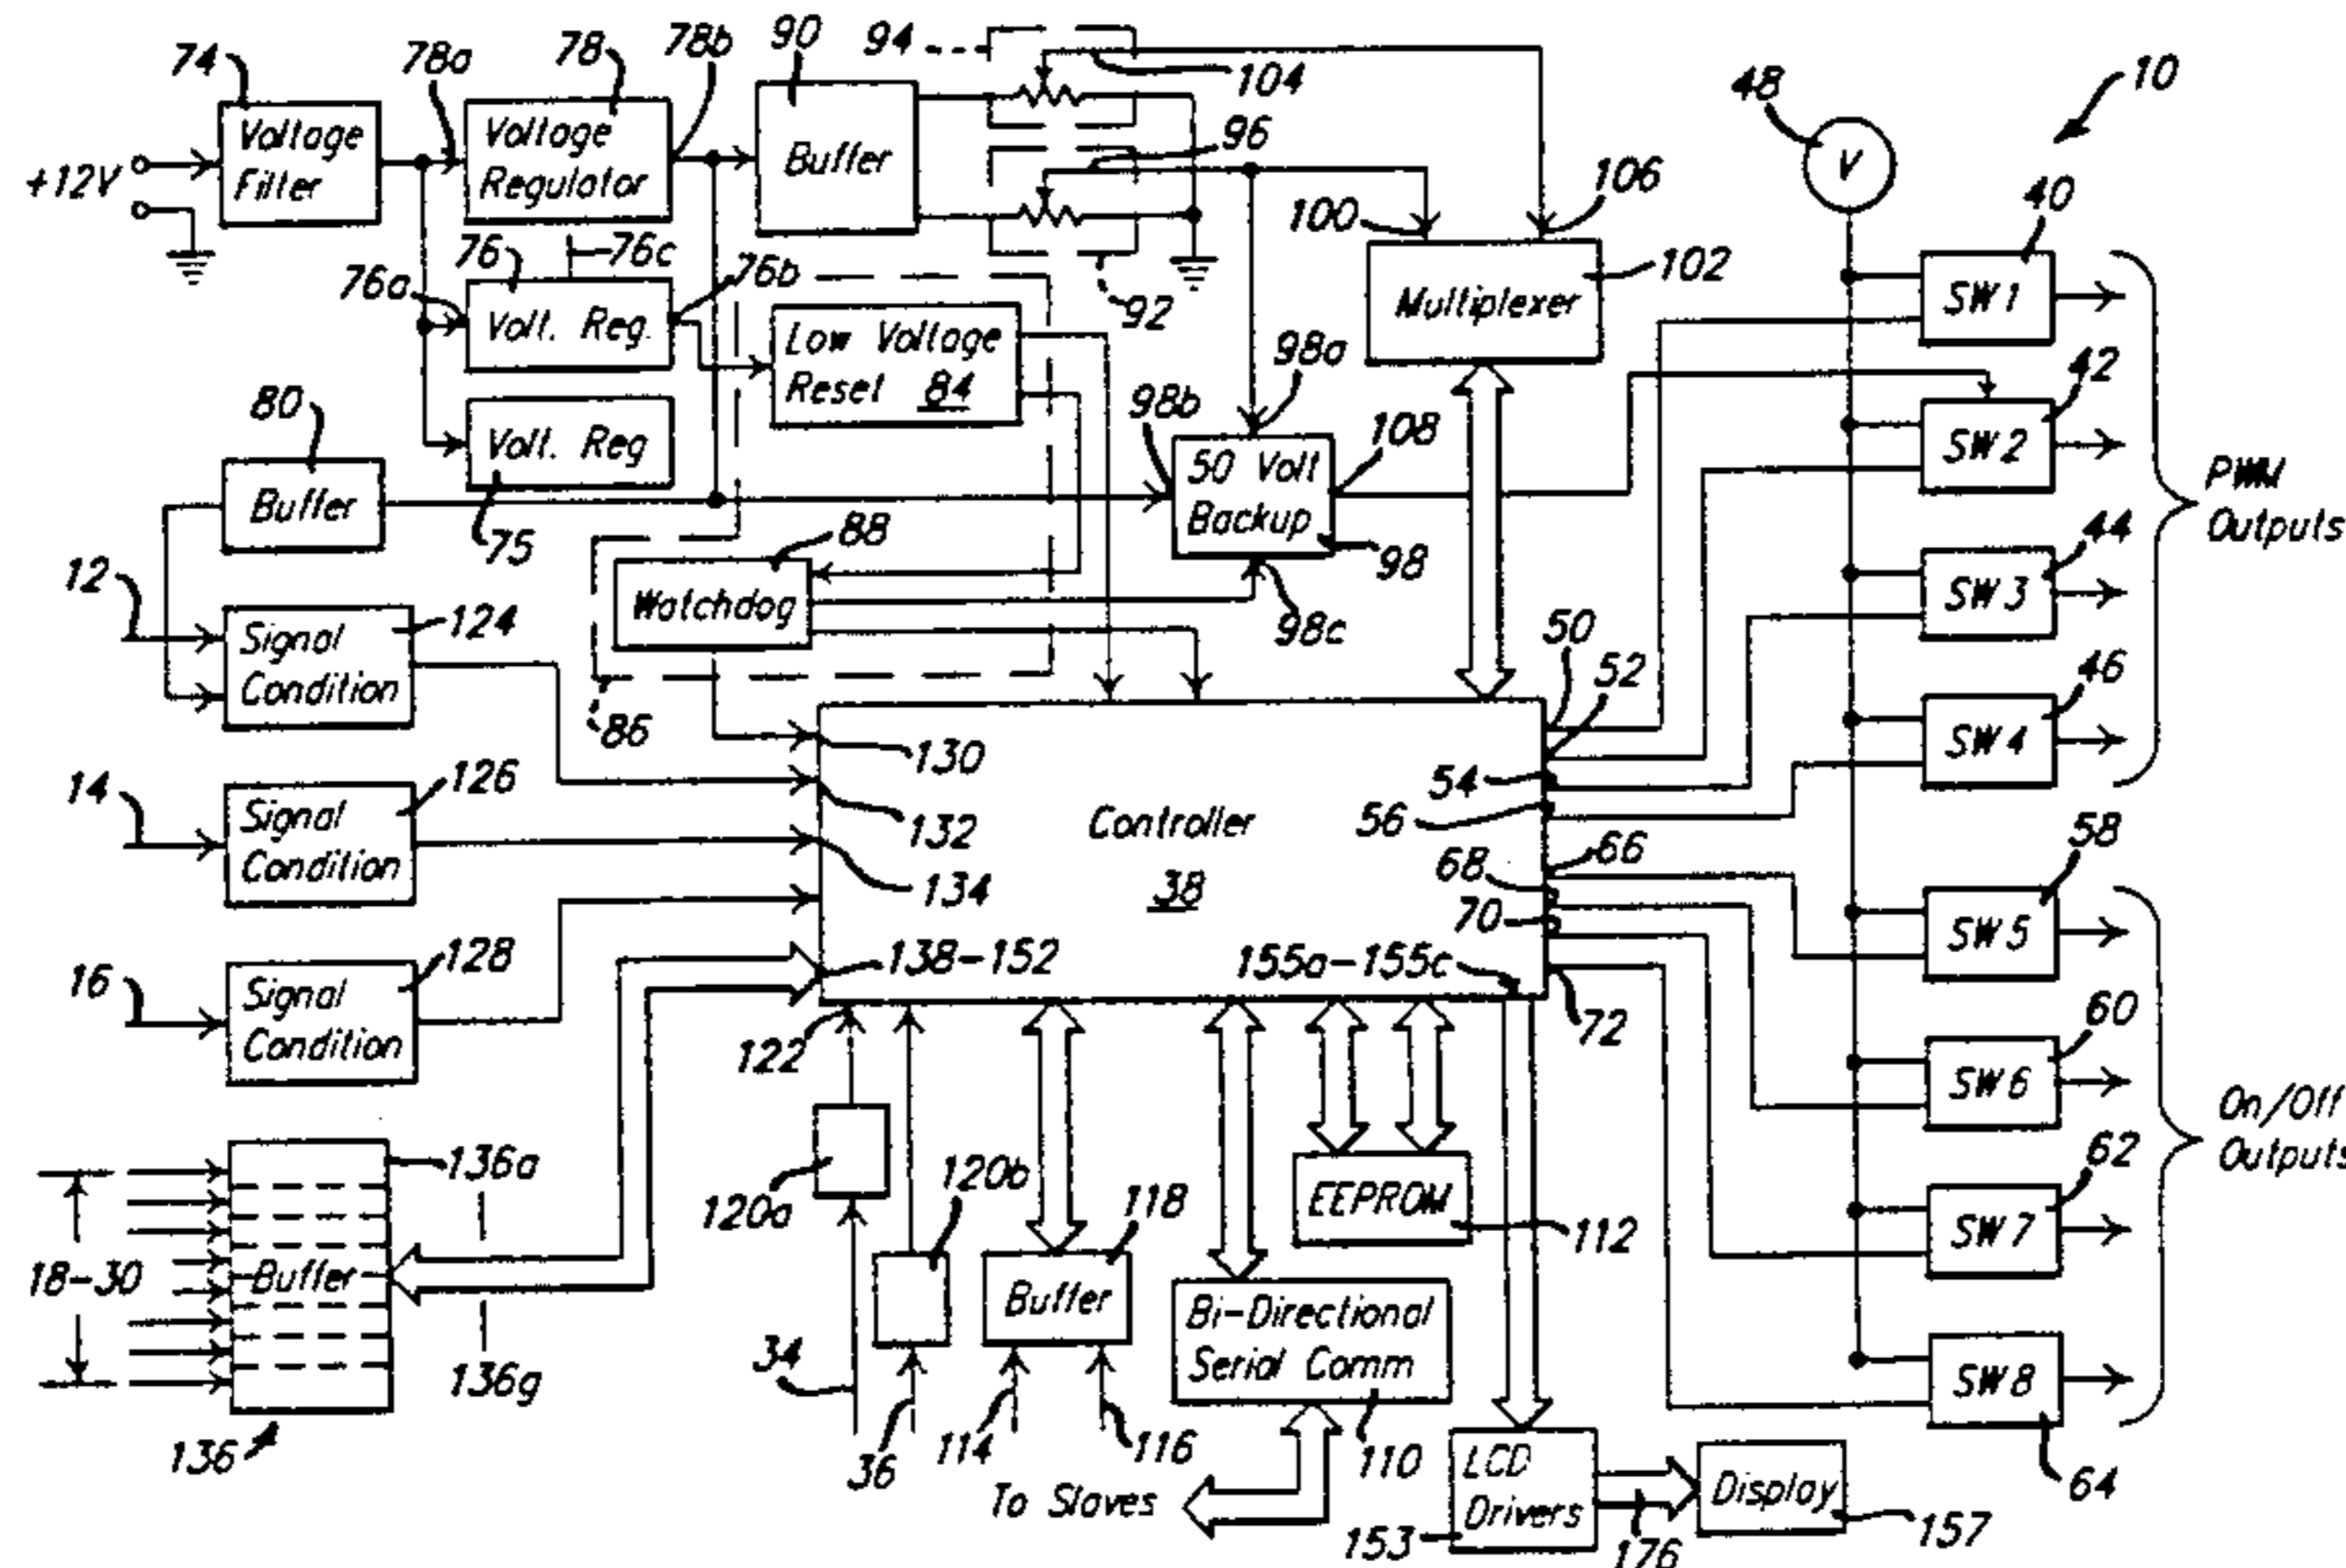 74
78a
78
78b
90
94
104
48
10
Voltage
Filter
Voltage
Regulator
Buffer
96
V
+12V
76
76c
100
106
40
76a
76b
92
Multiplexer
102
SW1
Volt. Reg.
Low Voltage
Reset 84
98a
42
80
98b
108
Volt. Reg
SW2
Buffer
75
50 Volt
Backup
PWM
Outputs
88
98
44
12
Watchdog
98c
SW3
Signal
Condition
124
50
52
46
86
SW4
130
14
126
54
Signal
Condition
132
Controller
38
56
58
134
66
68
70
SW5
16
128
138-152
155a-155c
Signal
Condition
122
72
60
SW6
On/Off
Outputs
136a
120a
120b
118
EEPROM
112
62
SW7
18-30
Buffer
Buffer
Bi-Directional
Serial Comm
136g
34
SW8
136
36
114
116
110
LCD
Drivers
Display
64
To Slaves
153
176
157